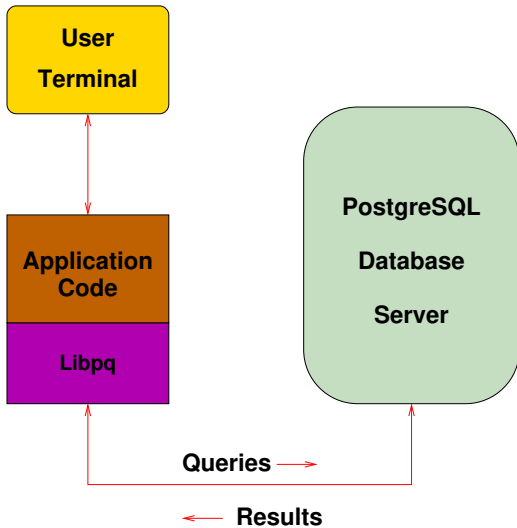 User
Terminal
Application
Code
Libpq
PostgreSQL
Database
Server
Queries
Results